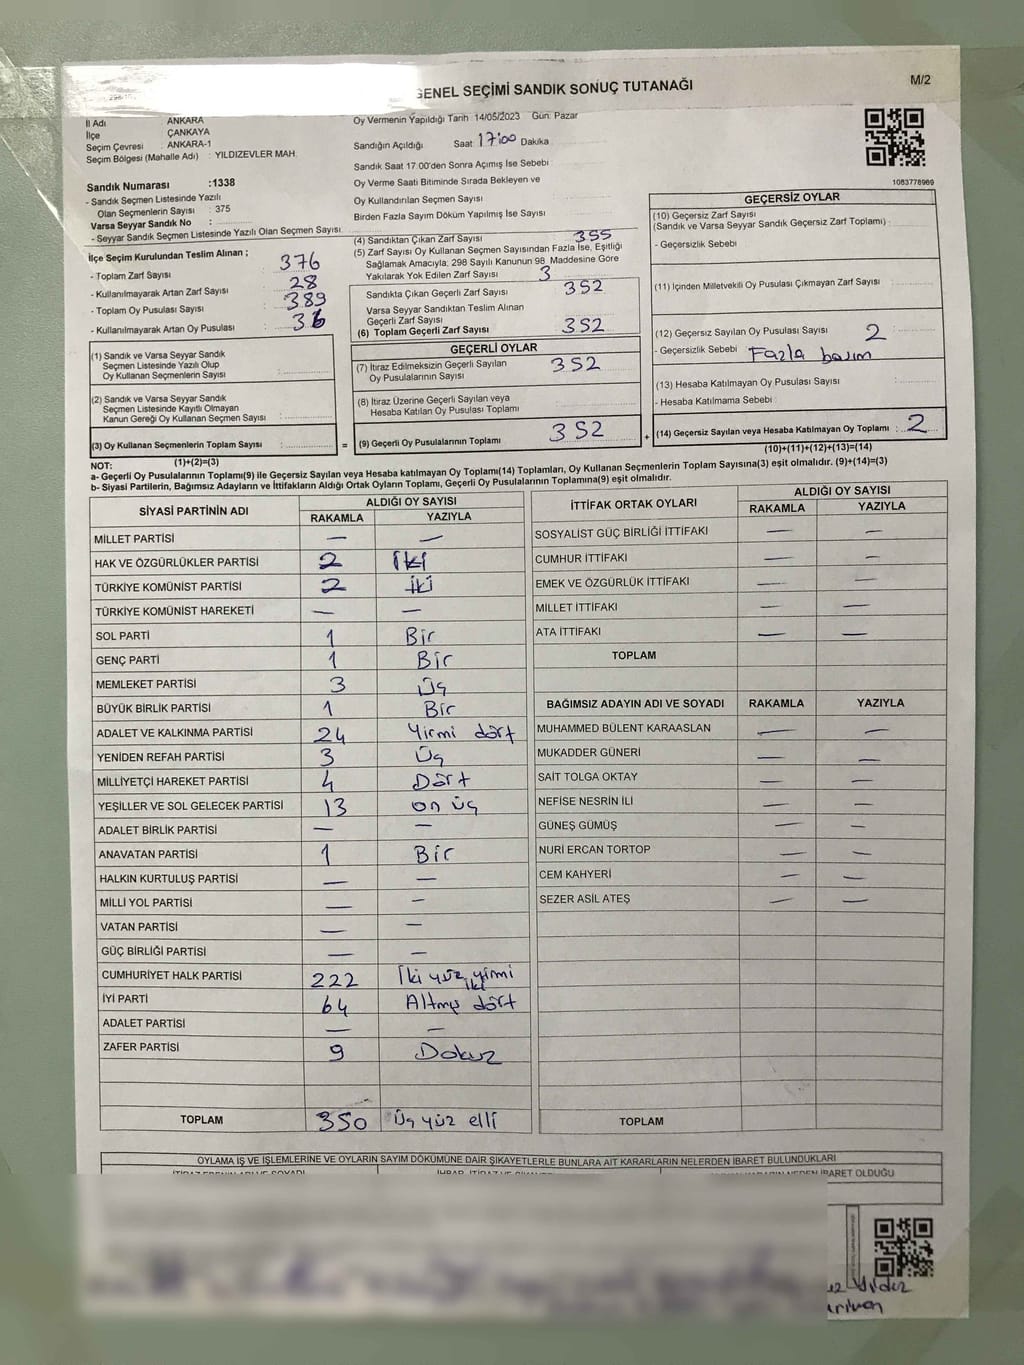 GENEL SEÇİMİ SANDIK SONUÇ TUTANAĞI
M/2
İl Adı : ANKARA
İlçe : ÇANKAYA
Seçim Çevresi : ANKARA-1
Seçim Bölgesi (Mahalle Adı) : YILDIZEVLER MAH.
Sandık Numarası :1338
- Sandık Seçmen Listesinde Yazılı
Olan Seçmenlerin Sayısı : 375
Varsa Seyyar Sandık No :
- Seyyar Sandık Seçmen Listesinde Yazılı Olan Seçmen Sayısı
İlçe Seçim Kurulundan Teslim Alınan ;
- Toplam Zarf Sayısı : 376
- Kullanılmayarak Artan Zarf Sayısı : 28
- Toplam Oy Pusulası Sayısı : 389
- Kullanılmayarak Artan Oy Pusulası : 36
(1) Sandık ve Varsa Seyyar Sandık
Seçmen Listesinde Yazılı Olup
Oy Kullanan Seçmenlerin Sayısı :
(2) Sandık ve Varsa Seyyar Sandık
Seçmen Listesinde Kayıtlı Olmayan
Kanun Gereği Oy Kullanan Seçmen Sayısı :
(3) Oy Kullanan Seçmenlerin Toplam Sayısı :
(1)+(2)=(3)
Oy Vermenin Yapıldığı Tarih :14/05/2023 Gün: Pazar
Sandığın Açıldığı Saat 17:00 Dakika
Sandık Saat 17.00'den Sonra Açımış İse Sebebi
Oy Verme Saati Bitiminde Sırada Bekleyen ve
Oy Kullandırılan Seçmen Sayısı :
Birden Fazla Sayım Döküm Yapılmış İse Sayısı :
(4) Sandıktan Çıkan Zarf Sayısı 355
(5) Zarf Sayısı Oy Kullanan Seçmen Sayısından Fazla İse, Eşitliği
Sağlamak Amacıyla; 298 Sayılı Kanunun 98. Maddesine Göre
Yakılarak Yok Edilen Zarf Sayısı : 3
Sandıkta Çıkan Geçerli Zarf Sayısı : 352
Varsa Seyyar Sandıktan Teslim Alınan
Geçerli Zarf Sayısı :
(6) Toplam Geçerli Zarf Sayısı : 352
GEÇERLİ OYLAR
(7) İtiraz Edilmeksizin Geçerli Sayılan
Oy Pusulalarının Sayısı : 352
(8) İtiraz Üzerine Geçerli Sayılan veya
Hesaba Katılan Oy Pusulası Toplamı :
= (9) Geçerli Oy Pusulalarının Toplamı : 352
1083778969
GEÇERSİZ OYLAR
(10) Geçersiz Zarf Sayısı
(Sandık ve Varsa Seyyar Sandık Geçersiz Zarf Toplamı) :
- Geçersizlik Sebebi :
(11) İçinden Milletvekili Oy Pusulası Çıkmayan Zarf Sayısı :
(12) Geçersiz Sayılan Oy Pusulası Sayısı : 2
- Geçersizlik Sebebi Fazla basım
(13) Hesaba Katılmayan Oy Pusulası Sayısı :
- Hesaba Katılmama Sebebi :
+ (14) Geçersiz Sayılan veya Hesaba Katılmayan Oy Toplamı : 2
(10)+(11)+(12)+(13)=(14)
NOT:
a- Geçerli Oy Pusulalarının Toplamı(9) ile Geçersiz Sayılan veya Hesaba katılmayan Oy Toplamı(14) Toplamları, Oy Kullanan Seçmenlerin Toplam Sayısına(3) eşit olmalıdır. (9)+(14)=(3)
b- Siyasi Partilerin, Bağımsız Adayların ve İttifakların Aldığı Ortak Oyların Toplamı, Geçerli Oy Pusulalarının Toplamına(9) eşit olmalıdır.
SİYASİ PARTİNİN ADI ALDIĞI OY SAYISI
RAKAMLA YAZIYLA
MİLLET PARTİSİ — —
HAK VE ÖZGÜRLÜKLER PARTİSİ 2 İki
TÜRKİYE KOMÜNİST PARTİSİ 2 iki
TÜRKİYE KOMÜNİST HAREKETİ — —
SOL PARTİ 1 Bir
GENÇ PARTİ 1 Bir
MEMLEKET PARTİSİ 3 Üç
BÜYÜK BİRLİK PARTİSİ 1 Bir
ADALET VE KALKINMA PARTİSİ 24 Yirmi dört
YENİDEN REFAH PARTİSİ 3 Üç
MİLLİYETÇİ HAREKET PARTİSİ 4 Dört
YEŞİLLER VE SOL GELECEK PARTİSİ 13 on üç
ADALET BİRLİK PARTİSİ — —
ANAVATAN PARTİSİ 1 Bir
HALKIN KURTULUŞ PARTİSİ — —
MİLLİ YOL PARTİSİ — —
VATAN PARTİSİ — —
GÜÇ BİRLİĞİ PARTİSİ — —
CUMHURİYET HALK PARTİSİ 222 İki yüz yirmi iki
İYİ PARTİ 64 Altmış dört
ADALET PARTİSİ — —
ZAFER PARTİSİ 9 Dokuz
TOPLAM 350 Üç yüz elli
İTTİFAK ORTAK OYLARI ALDIĞI OY SAYISI
RAKAMLA YAZIYLA
SOSYALİST GÜÇ BİRLİĞİ İTTİFAKI — —
CUMHUR İTTİFAKI — —
EMEK VE ÖZGÜRLÜK İTTİFAKI — —
MİLLET İTTİFAKI — —
ATA İTTİFAKI — —
TOPLAM
BAĞIMSIZ ADAYIN ADI VE SOYADI RAKAMLA YAZIYLA
MUHAMMED BÜLENT KARAASLAN — —
MUKADDER GÜNERİ — —
SAİT TOLGA OKTAY — —
NEFİSE NESRİN İLİ — —
GÜNEŞ GÜMÜŞ — —
NURİ ERCAN TORTOP — —
CEM KAHYERİ — —
SEZER ASİL ATEŞ — —
TOPLAM
OYLAMA İŞ VE İŞLEMLERİNE VE OYLARIN SAYIM DÖKÜMÜNE DAİR ŞİKAYETLERLE BUNLARA AİT KARARLARIN NELERDEN İBARET BULUNDUKLARI
İBARET OLDUĞU